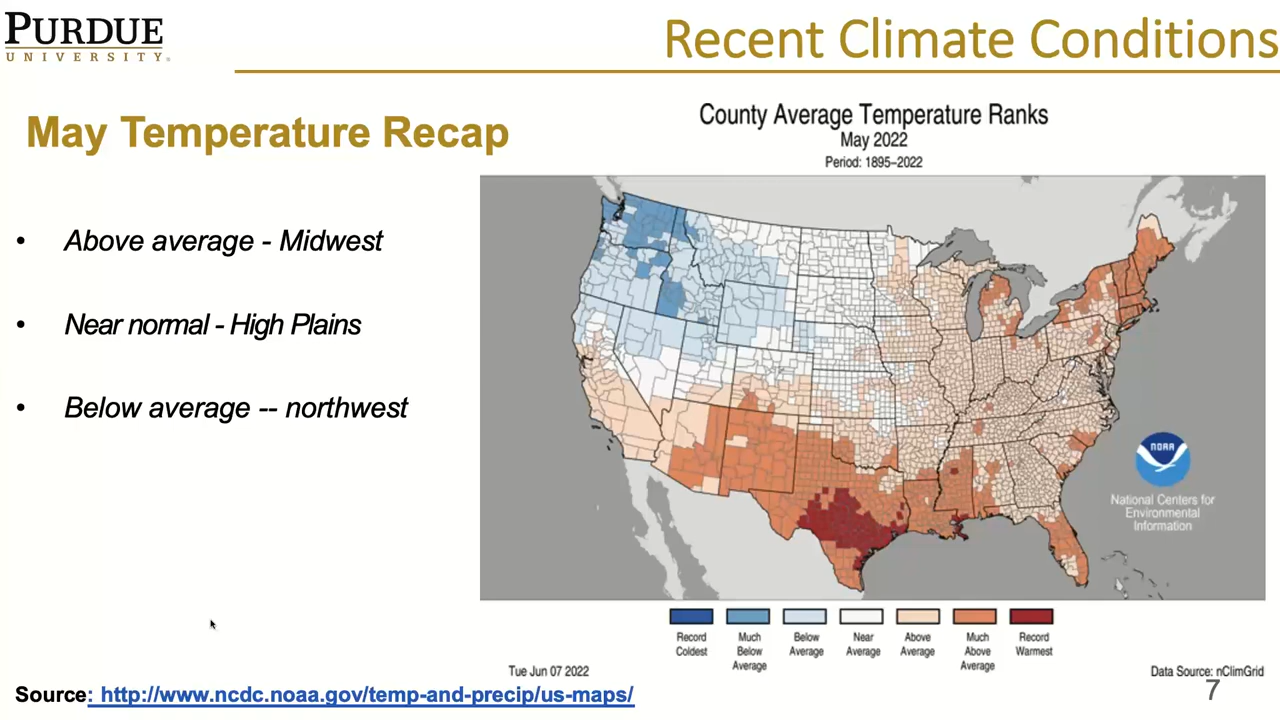 PURDUE
UNIVERSITY®
Recent Climate Conditions
May Temperature Recap
• Above average - Midwest
• Near normal - High Plains
• Below average -- northwest
County Average Temperature Ranks
May 2022
Period: 1895–2022
NOAA
National Centers for
Environmental
Information
Record
Coldest
Much
Below
Average
Below
Average
Near
Average
Above
Average
Much
Above
Average
Record
Warmest
Tue Jun 07 2022
Data Source: nClimGrid
Source: http://www.ncdc.noaa.gov/temp-and-precip/us-maps/
7